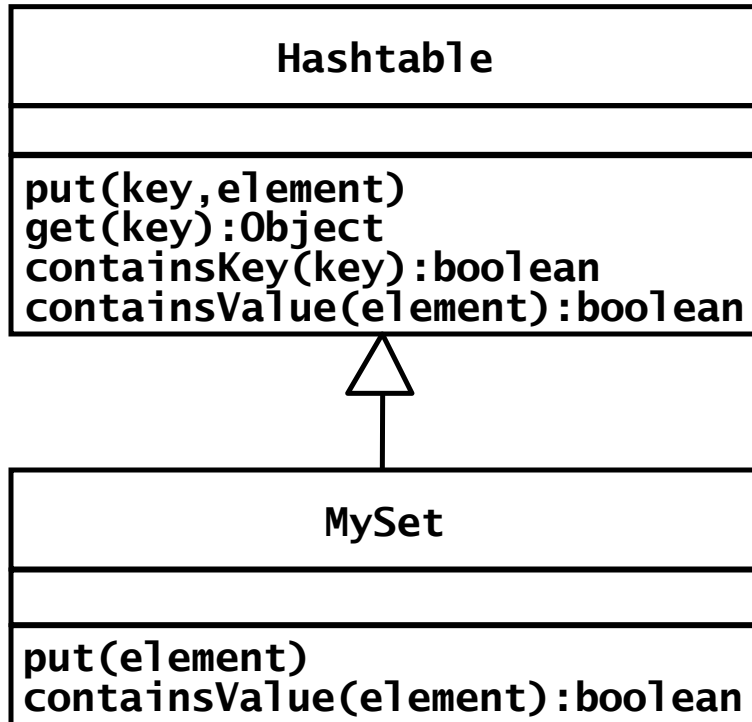 Hashtable
put(key,element)
get(key):Object
containsKey(key):boolean
containsValue(element):boolean
MySet
put(element)
containsValue(element):boolean